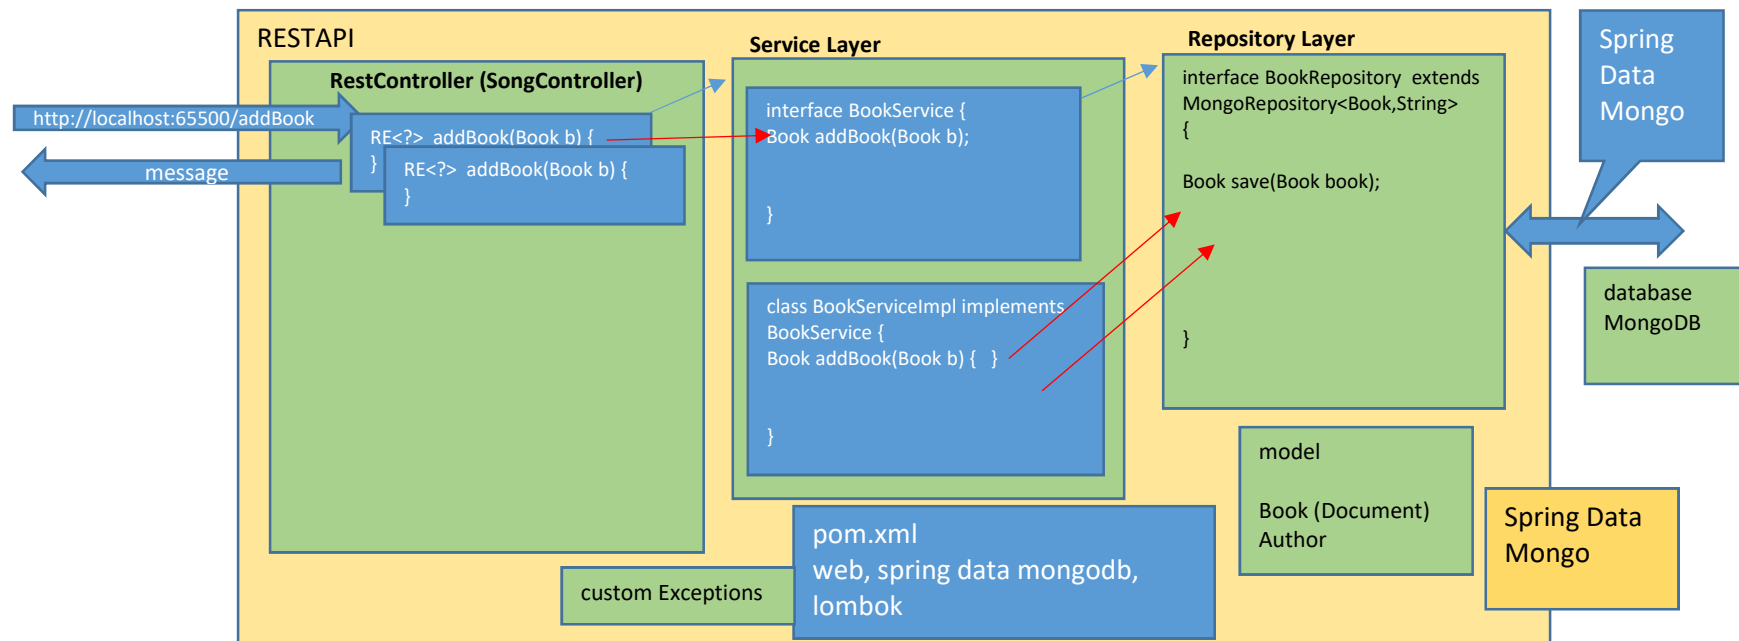 RESTAPI
RestController (SongController)
http://localhost:65500/addBook
message
RE<?>  addBook(Book b) {
}
RE<?>  addBook(Book b) {
}
Service Layer
interface BookService {
Book addBook(Book b);
}
class BookServiceImpl implements
BookService {
Book addBook(Book b) {   }
}
Repository Layer
interface BookRepository  extends
MongoRepository<Book,String>
{
Book save(Book book);
}
Spring
Data
Mongo
database
MongoDB
model
Book (Document)
Author
Spring Data
Mongo
pom.xml
web, spring data mongodb,
lombok
custom Exceptions